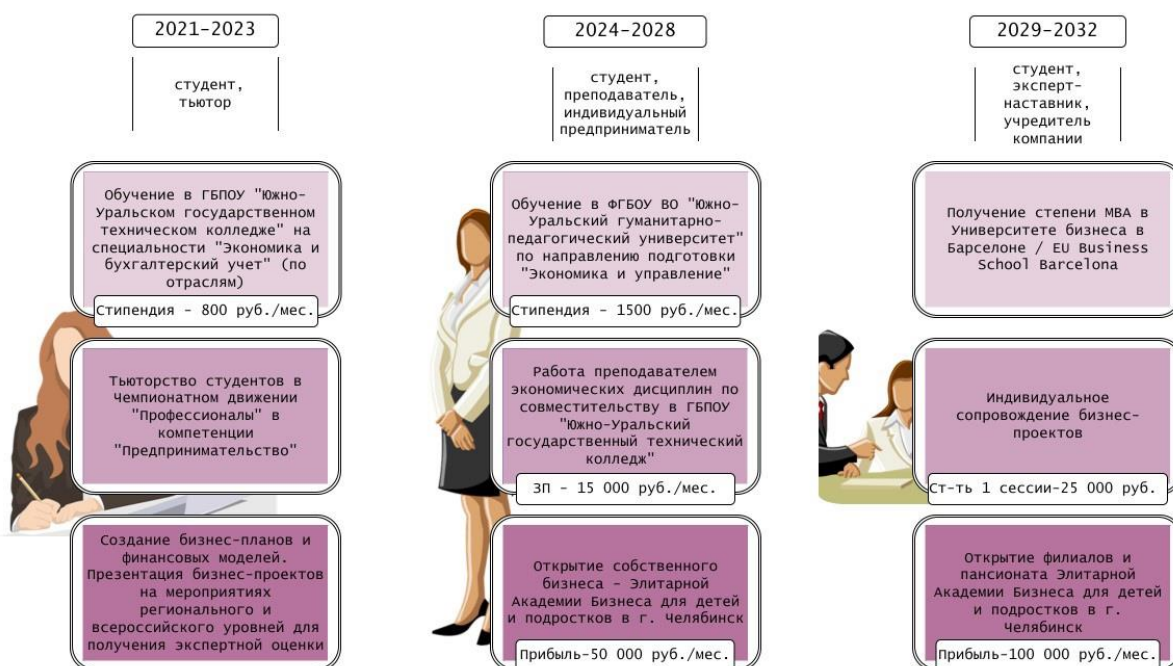 2021-2023
студент,
тьютор
Обучение в ГБПОУ "Южно-
Уральском государственном
техническом колледже" на
специальности "Экономика и
бухгалтерский учет" (по
отраслям)
Стипендия - 800 руб./мес.
Тьюторство студентов в
Чемпионатном движении
"Профессионалы" в
компетенции
"Предпринимательство"
Создание бизнес-планов и
финансовых моделей.
Презентация бизнес-проектов
на мероприятиях
регионального и
всероссийского уровней для
получения экспертной оценки
2024-2028
студент,
преподаватель,
индивидуальный
предприниматель
Обучение в ФГБОУ ВО "Южно-
Уральский гуманитарно-
педагогический университет"
по направлению подготовки
"Экономика и управление"
Стипендия - 1500 руб./мес.
Работа преподавателем
экономических дисциплин по
совместительству в ГБПОУ
"Южно-Уральский
государственный технический
колледж"
ЗП - 15 000 руб./мес.
Открытие собственного
бизнеса - Элитарной
Академии Бизнеса для детей
и подростков в г. Челябинск
Прибыль-50 000 руб./мес.
2029-2032
студент,
эксперт-
наставник,
учредитель
компании
Получение степени MBA в
Университете бизнеса в
Барселоне / EU Business
School Barcelona
Индивидуальное
сопровождение бизнес-
проектов
Ст-ть 1 сессии-25 000 руб.
Открытие филиалов и
пансионата Элитарной
Академии Бизнеса для детей
и подростков в г.
Челябинск
Прибыль-100 000 руб./мес.